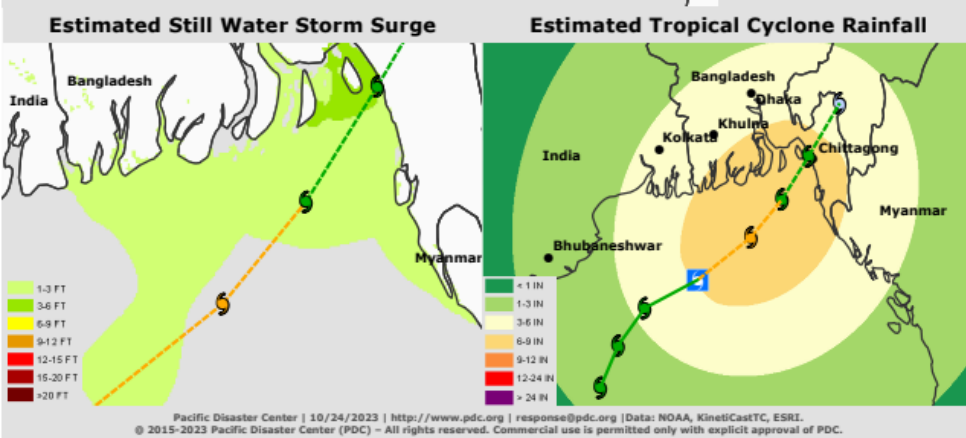 Estimated Still Water Storm Surge
Bangladesh
India
Myanmar
1-3 FT
3-6 FT
6-9 FT
9-12 FT
12-15 FT
15-20 FT
>20 FT
Estimated Tropical Cyclone Rainfall
Bangladesh
Dhaka
Khulna
Kolkata
Chittagong
India
Myanmar
Bhubaneshwar
< 1 IN
1-3 IN
3-6 IN
6-9 IN
9-12 IN
12-24 IN
> 24 IN
Pacific Disaster Center | 10/24/2023 | http://www.pdc.org | response@pdc.org |Data: NOAA, KinetiCastTC, ESRI.
© 2015-2023 Pacific Disaster Center (PDC) – All rights reserved. Commercial use is permitted only with explicit approval of PDC.